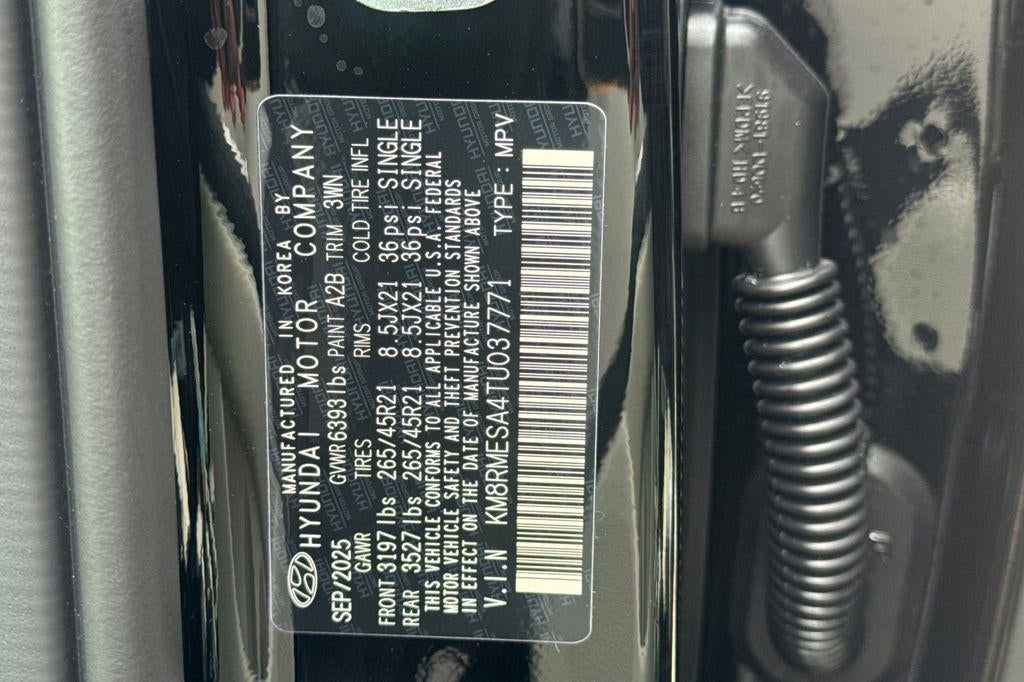 MANUFACTURED IN KOREA BY
HYUNDAI MOTOR COMPANY
SEP/2025 GVWR 6393 lbs PAINT A2B TRIM 3WN
GAWR TIRES RIMS COLD TIRE INFL
FRONT 3197 lbs 265/45R21 8.5JX21 36psi SINGLE
REAR 3527 lbs 265/45R21 8.5JX21 36psi SINGLE
THIS VEHICLE CONFORMS TO ALL APPLICABLE U.S.A. FEDERAL
MOTOR VEHICLE SAFETY AND THEFT PREVENTION STANDARDS
IN EFFECT ON THE DATE OF MANUFACTURE SHOWN ABOVE
V.I.N KM8RMESA4TU037771 TYPE : MPV